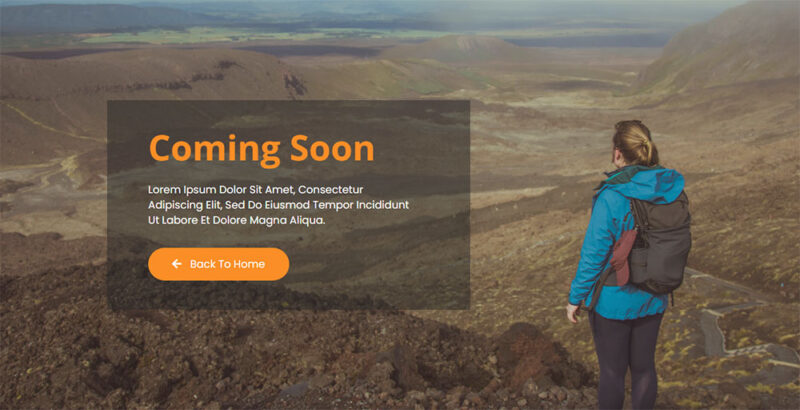 Coming Soon
Lorem Ipsum Dolor Sit Amet, Consectetur
Adipiscing Elit, Sed Do Eiusmod Tempor Incididunt
Ut Labore Et Dolore Magna Aliqua.
Back To Home